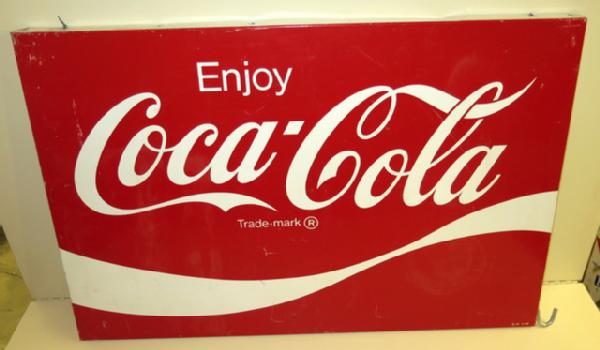 Enjoy
Coca-Cola
Trade-mark ®